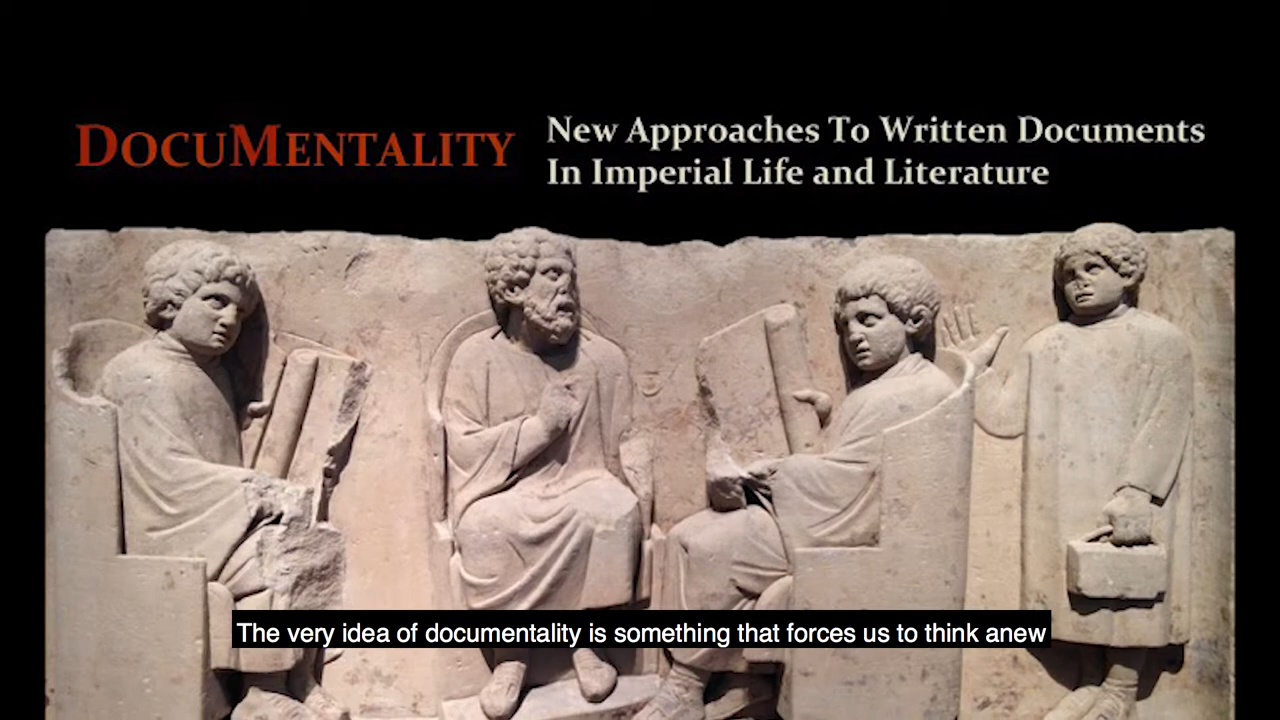 DOCUMENTALITY
New Approaches To Written Documents
In Imperial Life and Literature
The very idea of documentality is something that forces us to think anew